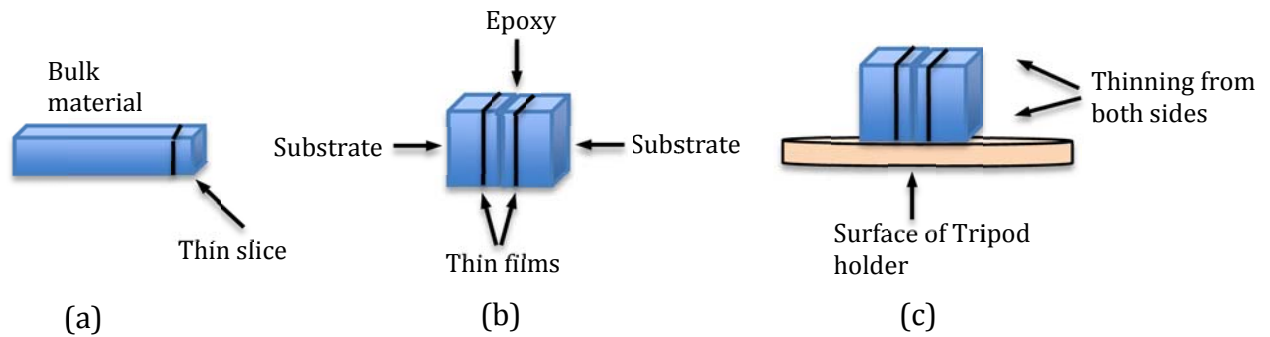 Bulk
material
Thin slice
(a)
Epoxy
Substrate
Substrate
Thin films
(b)
Thinning from
both sides
Surface of Tripod
holder
(c)